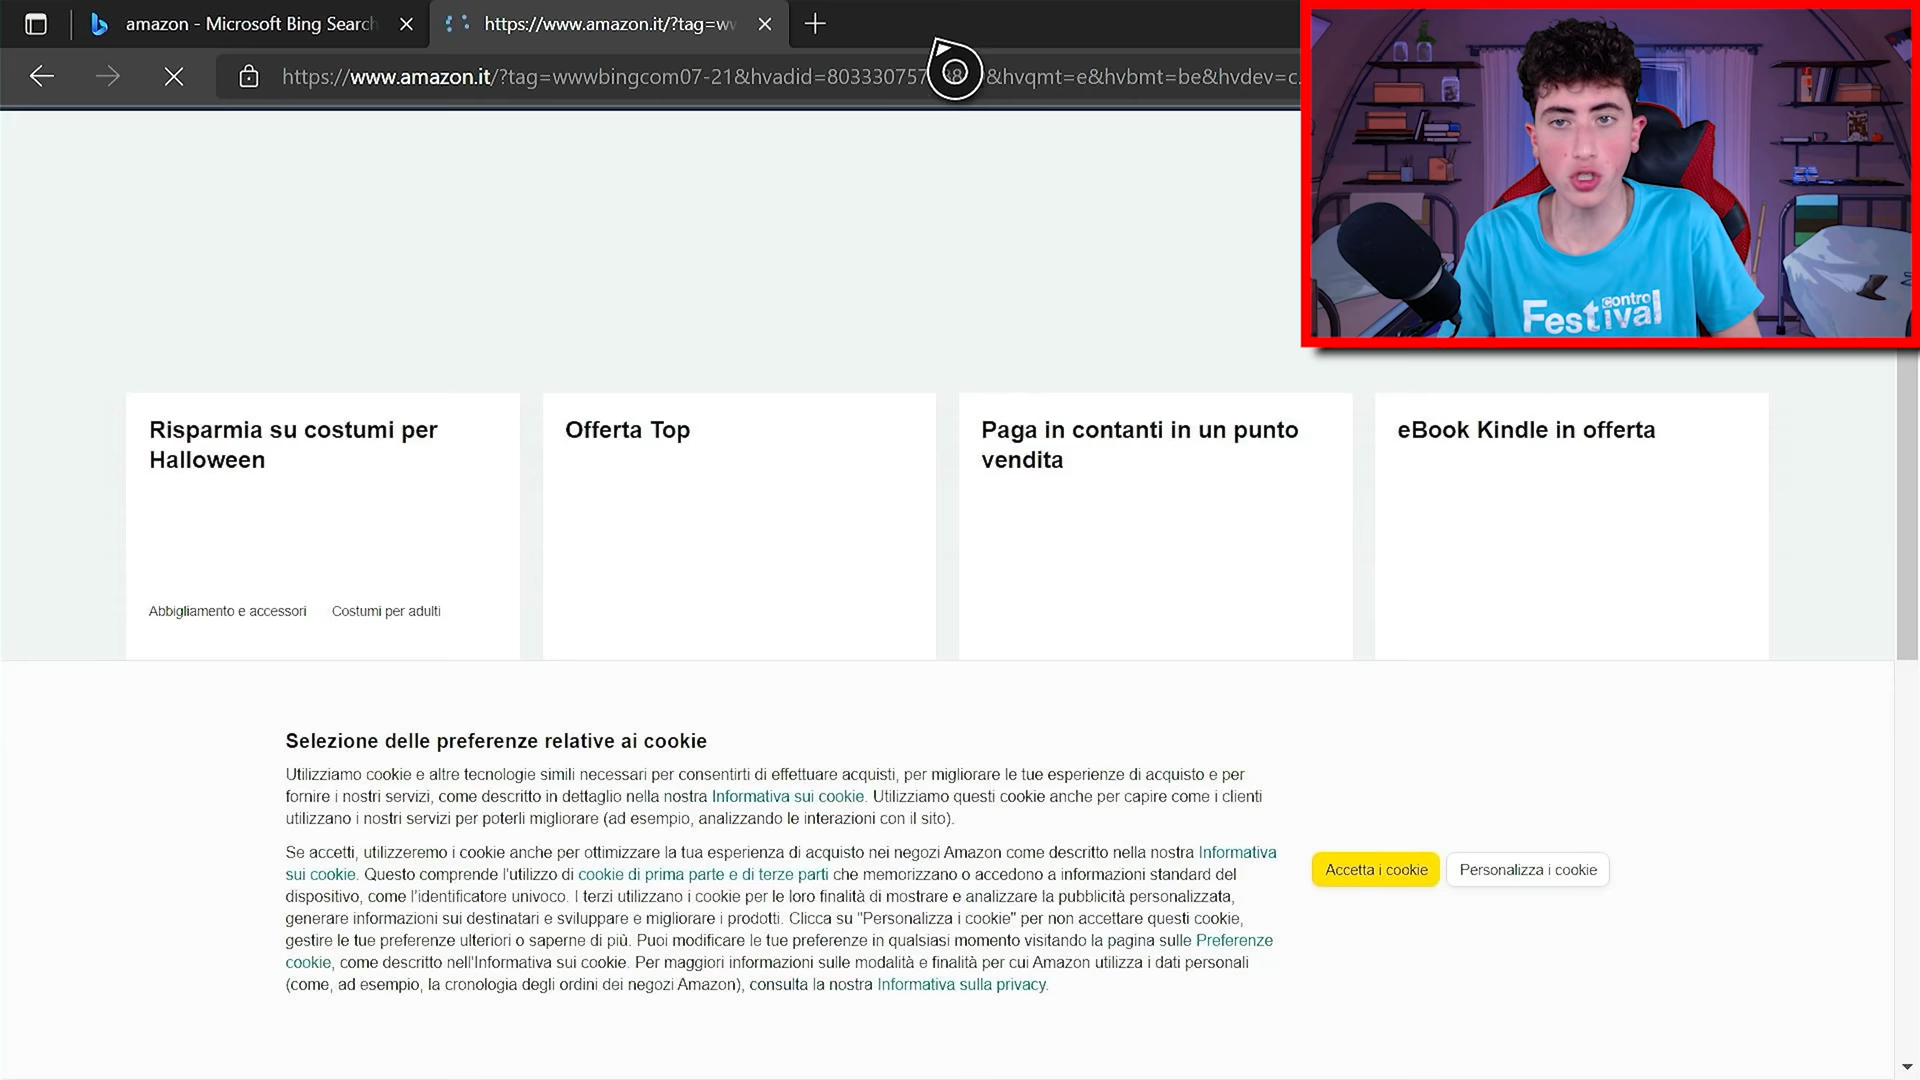 amazon - Microsoft Bing Search
https://www.amazon.it/?tag=ww
https://www.amazon.it/?tag=wwwbingcom07-21&hvadid=803330757 &hvqmt=e&hvbmt=be&hvdev=c.
Festival
contro
Risparmia su costumi per
Halloween
Offerta Top
Paga in contanti in un punto
vendita
eBook Kindle in offerta
Abbigliamento e accessori
Costumi per adulti
Selezione delle preferenze relative ai cookie
Utilizziamo cookie e altre tecnologie simili necessari per consentirti di effettuare acquisti, per migliorare le tue esperienze di acquisto e per
fornire i nostri servizi, come descritto in dettaglio nella nostra Informativa sui cookie. Utilizziamo questi cookie anche per capire come i clienti
utilizzano i nostri servizi per poterli migliorare (ad esempio, analizzando le interazioni con il sito).
Se accetti, utilizzeremo i cookie anche per ottimizzare la tua esperienza di acquisto nei negozi Amazon come descritto nella nostra Informativa
sui cookie. Questo comprende l'utilizzo di cookie di prima parte e di terze parti che memorizzano o accedono a informazioni standard del
dispositivo, come l'identificatore univoco. I terzi utilizzano i cookie per le loro finalità di mostrare e analizzare la pubblicità personalizzata,
generare informazioni sui destinatari e sviluppare e migliorare i prodotti. Clicca su "Personalizza i cookie" per non accettare questi cookie,
gestire le tue preferenze ulteriori o saperne di più. Puoi modificare le tue preferenze in qualsiasi momento visitando la pagina sulle Preferenze
cookie, come descritto nell'Informativa sui cookie. Per maggiori informazioni sulle modalità e finalità per cui Amazon utilizza i dati personali
(come, ad esempio, la cronologia degli ordini dei negozi Amazon), consulta la nostra Informativa sulla privacy.
Accetta i cookie
Personalizza i cookie